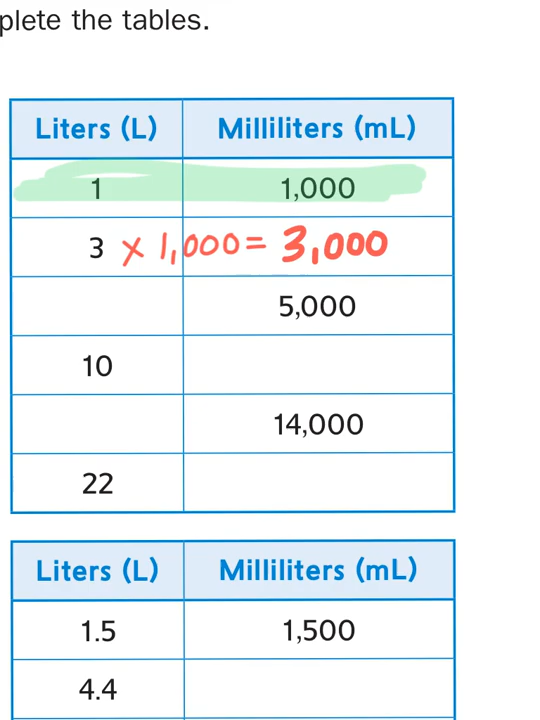 plete the tables.
Liters (L) Milliliters (mL)
1 1,000
3 × 1,000 = 3,000
5,000
10
14,000
22
Liters (L) Milliliters (mL)
1.5 1,500
4.4